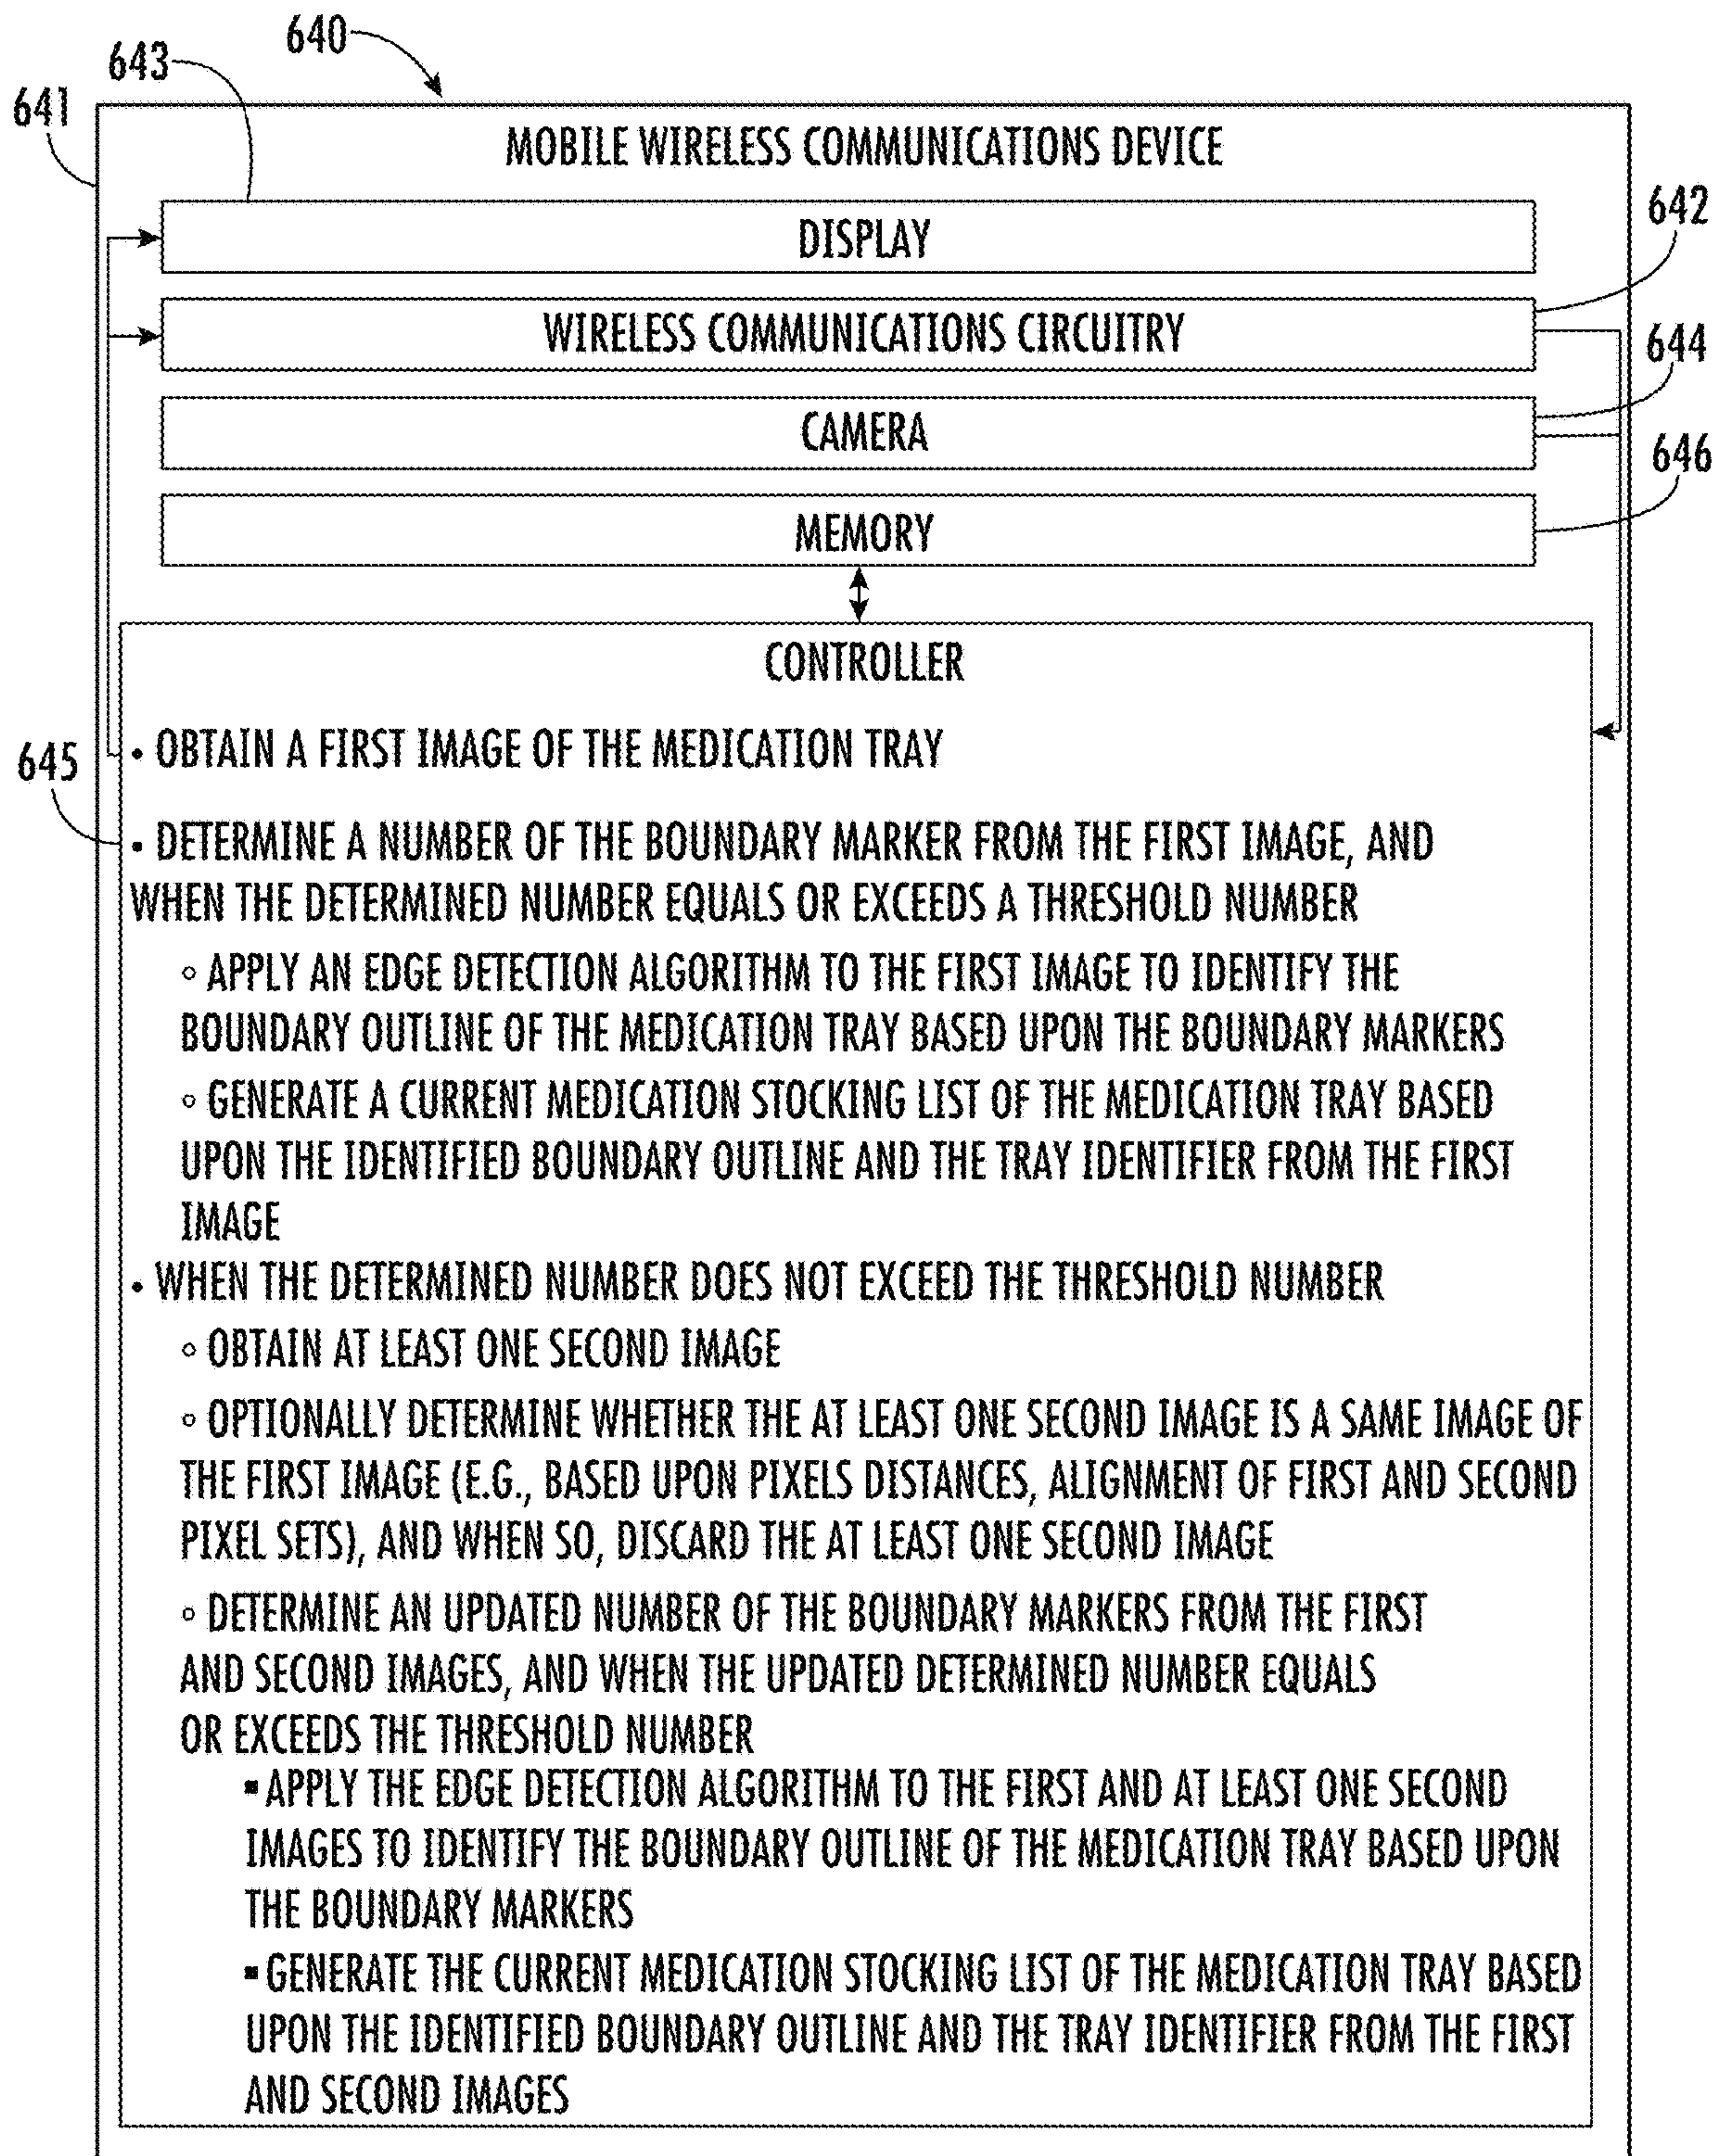 640
643
641
MOBILE WIRELESS COMMUNICATIONS DEVICE
642
DISPLAY
WIRELESS COMMUNICATIONS CIRCUITRY
644
CAMERA
646
MEMORY
CONTROLLER
645
• OBTAIN A FIRST IMAGE OF THE MEDICATION TRAY
• DETERMINE A NUMBER OF THE BOUNDARY MARKER FROM THE FIRST IMAGE, AND
WHEN THE DETERMINED NUMBER EQUALS OR EXCEEDS A THRESHOLD NUMBER
○ APPLY AN EDGE DETECTION ALGORITHM TO THE FIRST IMAGE TO IDENTIFY THE
BOUNDARY OUTLINE OF THE MEDICATION TRAY BASED UPON THE BOUNDARY MARKERS
○ GENERATE A CURRENT MEDICATION STOCKING LIST OF THE MEDICATION TRAY BASED
UPON THE IDENTIFIED BOUNDARY OUTLINE AND THE TRAY IDENTIFIER FROM THE FIRST
IMAGE
• WHEN THE DETERMINED NUMBER DOES NOT EXCEED THE THRESHOLD NUMBER
○ OBTAIN AT LEAST ONE SECOND IMAGE
○ OPTIONALLY DETERMINE WHETHER THE AT LEAST ONE SECOND IMAGE IS A SAME IMAGE OF
THE FIRST IMAGE (E.G., BASED UPON PIXELS DISTANCES, ALIGNMENT OF FIRST AND SECOND
PIXEL SETS), AND WHEN SO, DISCARD THE AT LEAST ONE SECOND IMAGE
○ DETERMINE AN UPDATED NUMBER OF THE BOUNDARY MARKERS FROM THE FIRST
AND SECOND IMAGES, AND WHEN THE UPDATED DETERMINED NUMBER EQUALS
OR EXCEEDS THE THRESHOLD NUMBER
▪ APPLY THE EDGE DETECTION ALGORITHM TO THE FIRST AND AT LEAST ONE SECOND
IMAGES TO IDENTIFY THE BOUNDARY OUTLINE OF THE MEDICATION TRAY BASED UPON
THE BOUNDARY MARKERS
▪ GENERATE THE CURRENT MEDICATION STOCKING LIST OF THE MEDICATION TRAY BASED
UPON THE IDENTIFIED BOUNDARY OUTLINE AND THE TRAY IDENTIFIER FROM THE FIRST
AND SECOND IMAGES